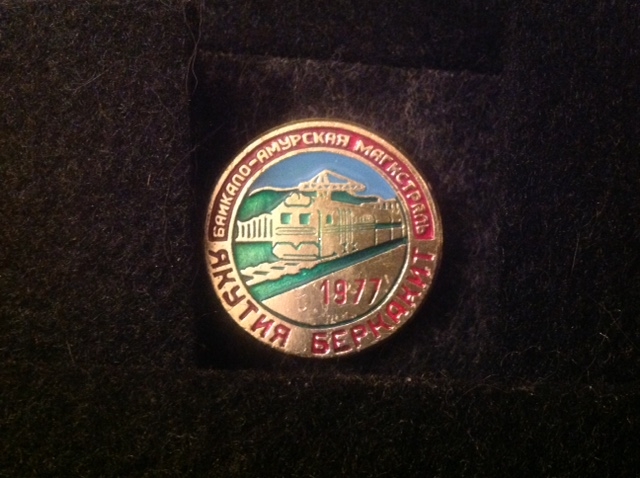 БАЙКАЛО-АМУРСКАЯ МАГИСТРАЛЬ
1977
ЯКУТИЯ БЕРКАКИТ